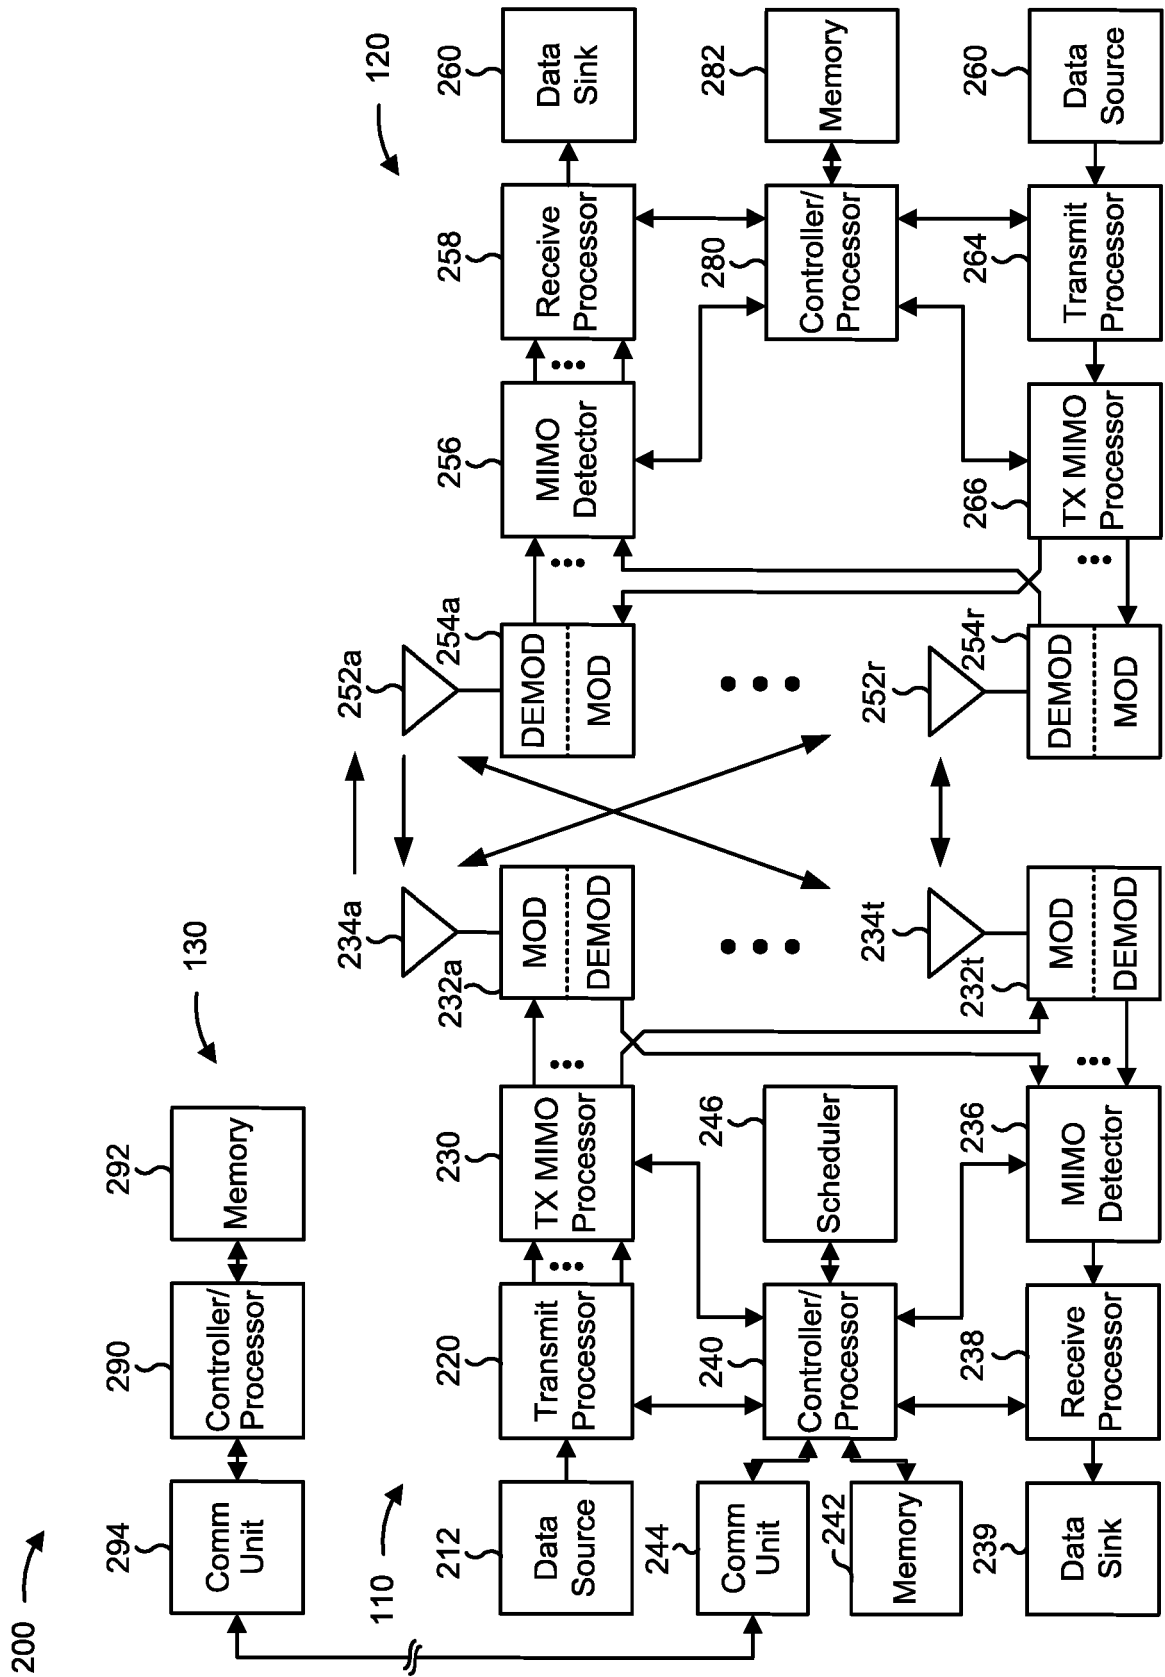 200
294
Comm
Unit
290
Controller/
Processor
292
Memory
130
110
120
212
Data
Source
220
Transmit
Processor
230
TX MIMO
Processor
232a
MOD
DEMOD
234a
252a
254a
DEMOD
MOD
256
MIMO
Detector
258
Receive
Processor
260
Data
Sink
244
Comm
Unit
242
Memory
240
Controller/
Processor
246
Scheduler
280
Controller/
Processor
282
Memory
239
Data
Sink
238
Receive
Processor
236
MIMO
Detector
232t
MOD
DEMOD
234t
252r
254r
DEMOD
MOD
266
TX MIMO
Processor
264
Transmit
Processor
260
Data
Source